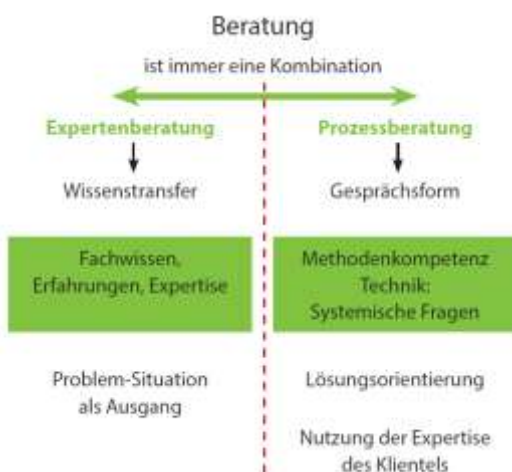 Beratung
ist immer eine Kombination
Expertenberatung
Wissenstransfer
Fachwissen,
Erfahrungen, Expertise
Problem-Situation
als Ausgang
Prozessberatung
Gesprächsform
Methodenkompetenz
Technik:
Systemische Fragen
Lösungsorientierung
Nutzung der Expertise
des Klientels